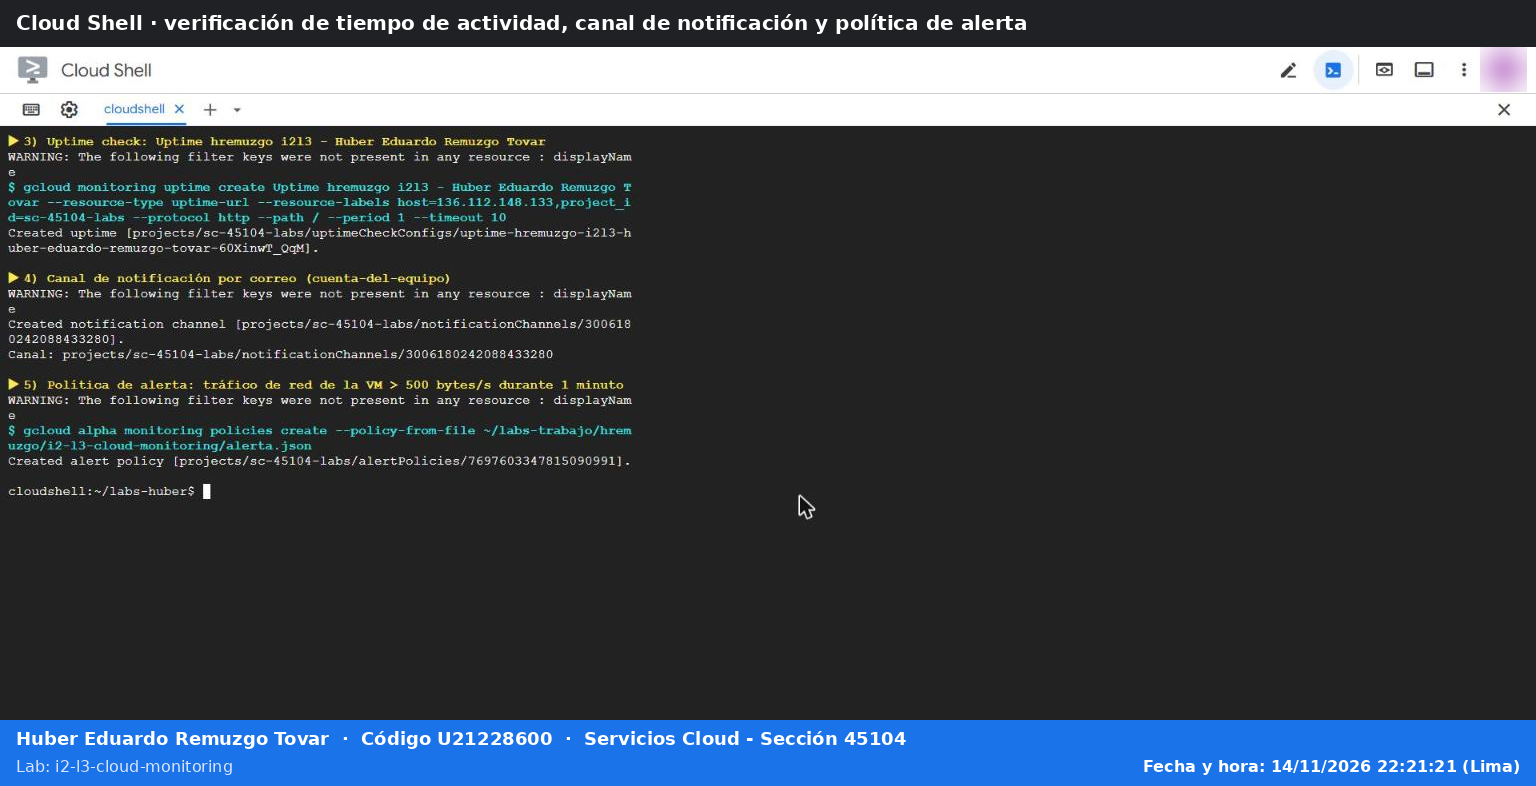 Cloud Shell · verificación de tiempo de actividad, canal de notificación y política de alerta
Cloud Shell
cloudshell
▶ 3) Uptime check: Uptime hremuzgo i2l3 - Huber Eduardo Remuzgo Tovar
WARNING: The following filter keys were not present in any resource : displayNam
e
$ gcloud monitoring uptime create Uptime hremuzgo i2l3 - Huber Eduardo Remuzgo T
ovar --resource-type uptime-url --resource-labels host=136.112.148.133,project_i
d=sc-45104-labs --protocol http --path / --period 1 --timeout 10
Created uptime [projects/sc-45104-labs/uptimeCheckConfigs/uptime-hremuzgo-i2l3-h
uber-eduardo-remuzgo-tovar-60XinwT_QqM].
▶ 4) Canal de notificación por correo (cuenta-del-equipo)
WARNING: The following filter keys were not present in any resource : displayNam
e
Created notification channel [projects/sc-45104-labs/notificationChannels/300618
0242088433280].
Canal: projects/sc-45104-labs/notificationChannels/3006180242088433280
▶ 5) Política de alerta: tráfico de red de la VM > 500 bytes/s durante 1 minuto
WARNING: The following filter keys were not present in any resource : displayNam
e
$ gcloud alpha monitoring policies create --policy-from-file ~/labs-trabajo/hrem
uzgo/i2-l3-cloud-monitoring/alerta.json
Created alert policy [projects/sc-45104-labs/alertPolicies/7697603347815090991].
cloudshell:~/labs-huber$
Huber Eduardo Remuzgo Tovar · Código U21228600 · Servicios Cloud - Sección 45104
Lab: i2-l3-cloud-monitoring
Fecha y hora: 14/11/2026 22:21:21 (Lima)